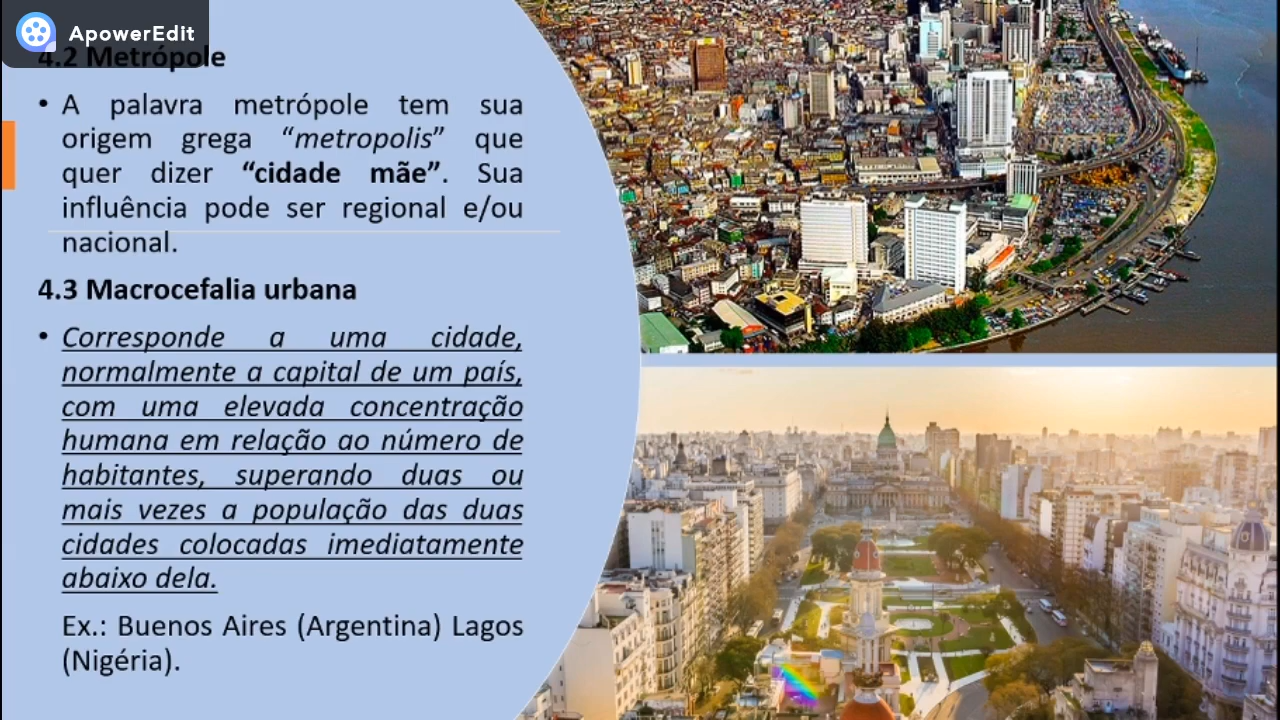 ApowerEdit
4.2 Metrópole
• A palavra metrópole tem sua
origem grega “metropolis” que
quer dizer “cidade mãe”. Sua
influência pode ser regional e/ou
nacional.
4.3 Macrocefalia urbana
• Corresponde a uma cidade,
normalmente a capital de um país,
com uma elevada concentração
humana em relação ao número de
habitantes, superando duas ou
mais vezes a população das duas
cidades colocadas imediatamente
abaixo dela.
Ex.: Buenos Aires (Argentina) Lagos
(Nigéria).